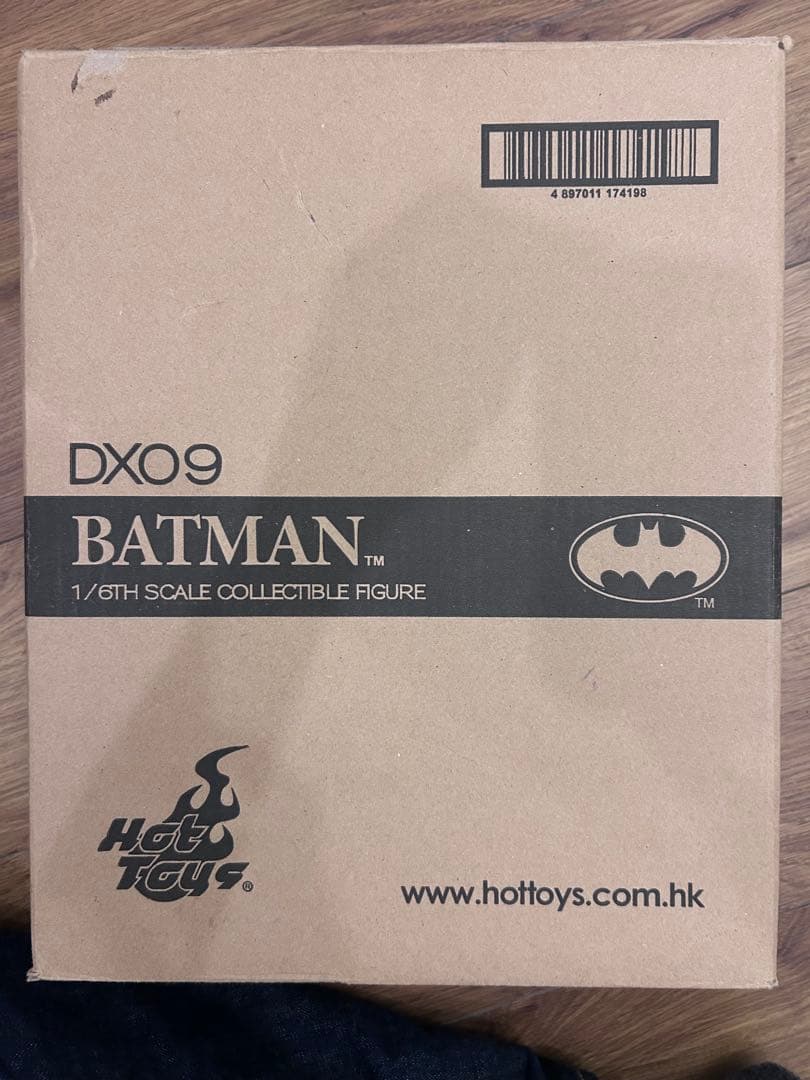 4 897011 174198
DX09
BATMAN™
1/6TH SCALE COLLECTIBLE FIGURE
TM
Hot
Toys®
www.hottoys.com.hk